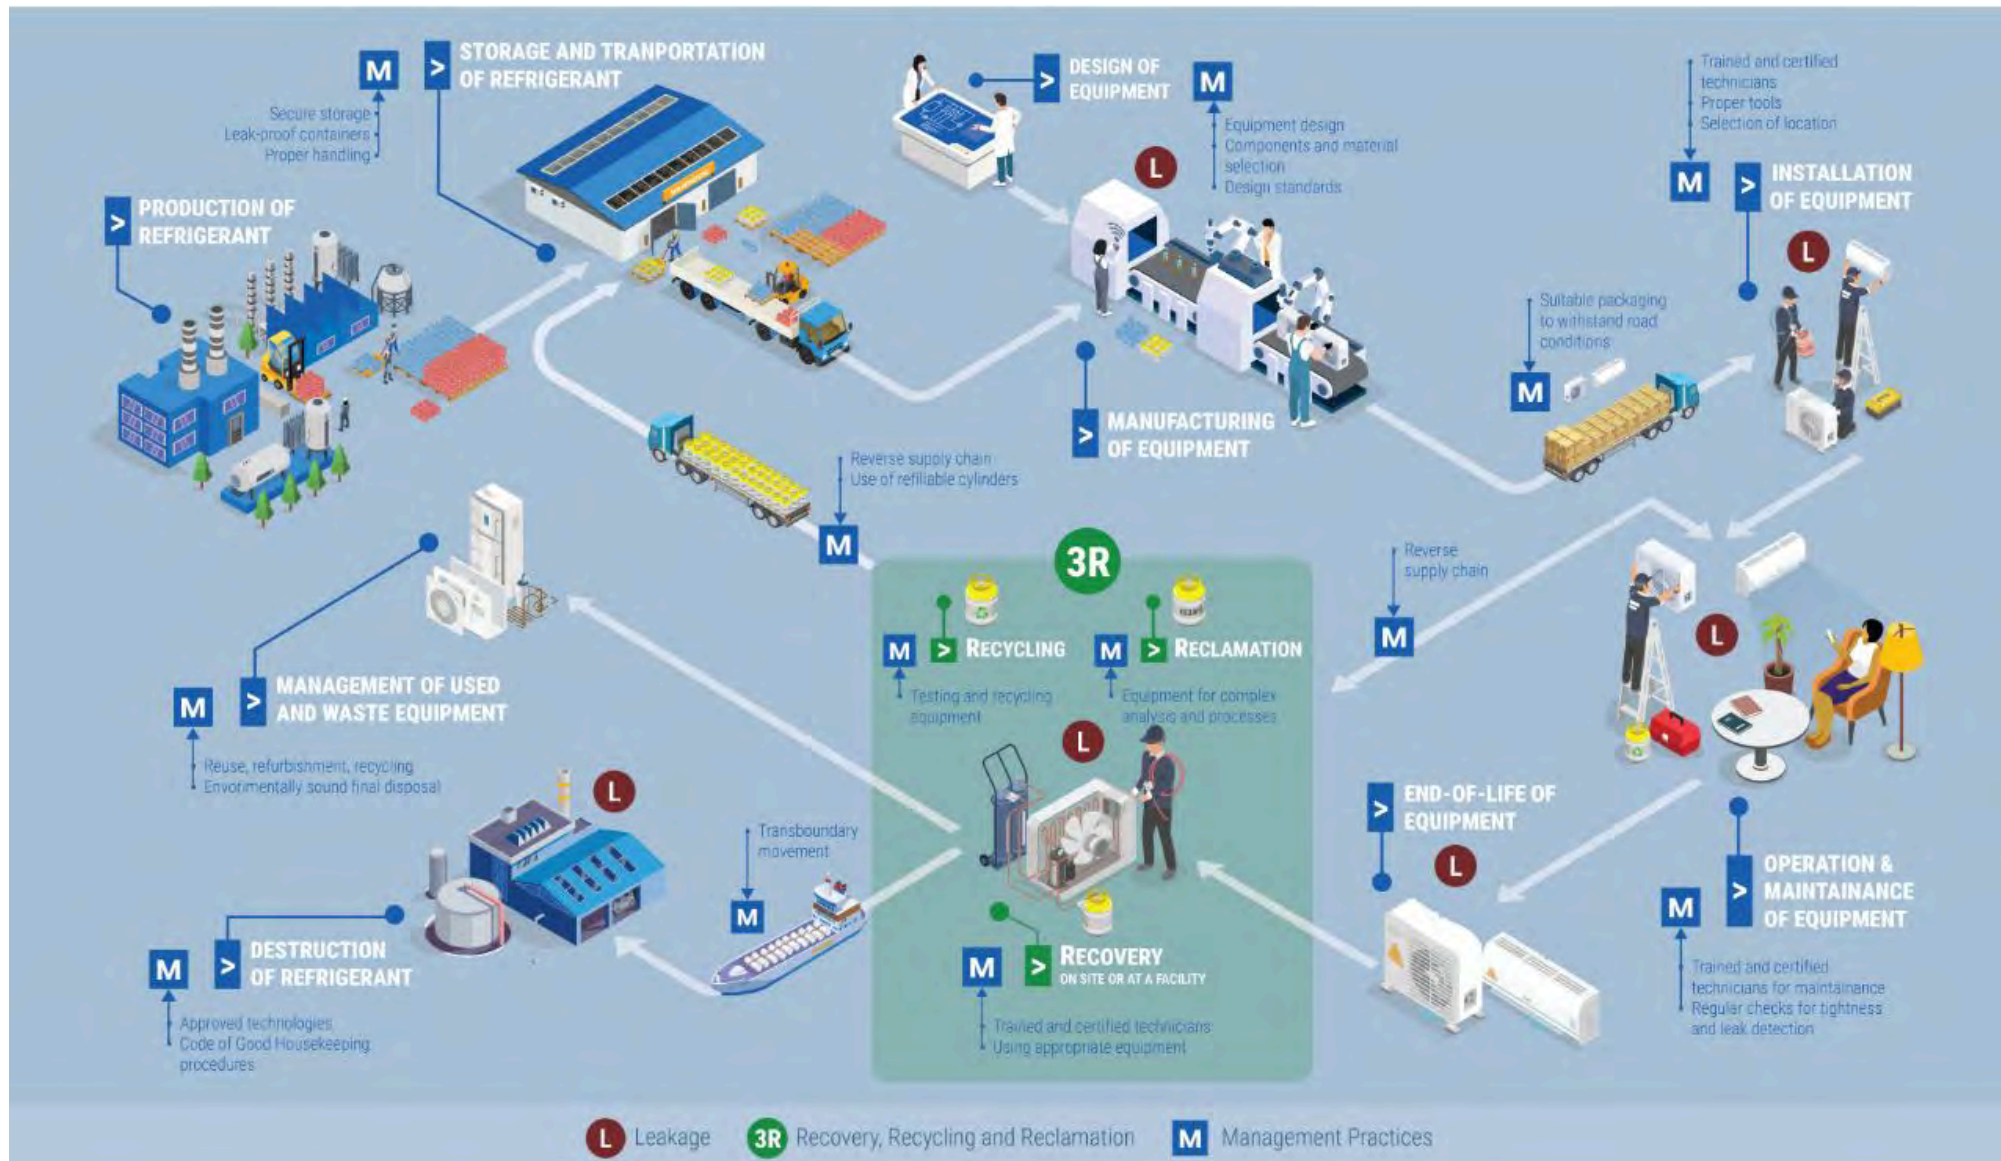 M
>
STORAGE AND TRANPORTATION
OF REFRIGERANT
Secure storage
Leak-proof containers
Proper handling
>
DESIGN OF
EQUIPMENT
M
Equipment design
Components and material
selection
Design standards
L
Trained and certified
technicians
Proper tools
Selection of location
M
>
INSTALLATION
OF EQUIPMENT
L
>
PRODUCTION OF
REFRIGERANT
Suitable packaging
to withstand road
conditions
M
>
MANUFACTURING
OF EQUIPMENT
Reverse supply chain
Use of refillable cylinders
M
3R
M
>
RECYCLING
Testing and recycling
equipment
M
>
RECLAMATION
Equipment for complex
analysis and processes
Reverse
supply chain
M
L
M
>
MANAGEMENT OF USED
AND WASTE EQUIPMENT
Reuse, refurbishment, recycling
Envorimentally sound final disposal
L
L
Transboundary
movement
M
>
END-OF-LIFE OF
EQUIPMENT
L
M
>
OPERATION &
MAINTAINANCE
OF EQUIPMENT
Trained and certified
technicians for maintainance
Regular checks for tightness
and leak detection
M
>
DESTRUCTION
OF REFRIGERANT
Approved technologies
Code of Good Housekeeping
procedures
M
>
RECOVERY
ON SITE OR AT A FACILITY
Trained and certified technicians
Using appropriate equipment
L Leakage
3R Recovery, Recycling and Reclamation
M Management Practices